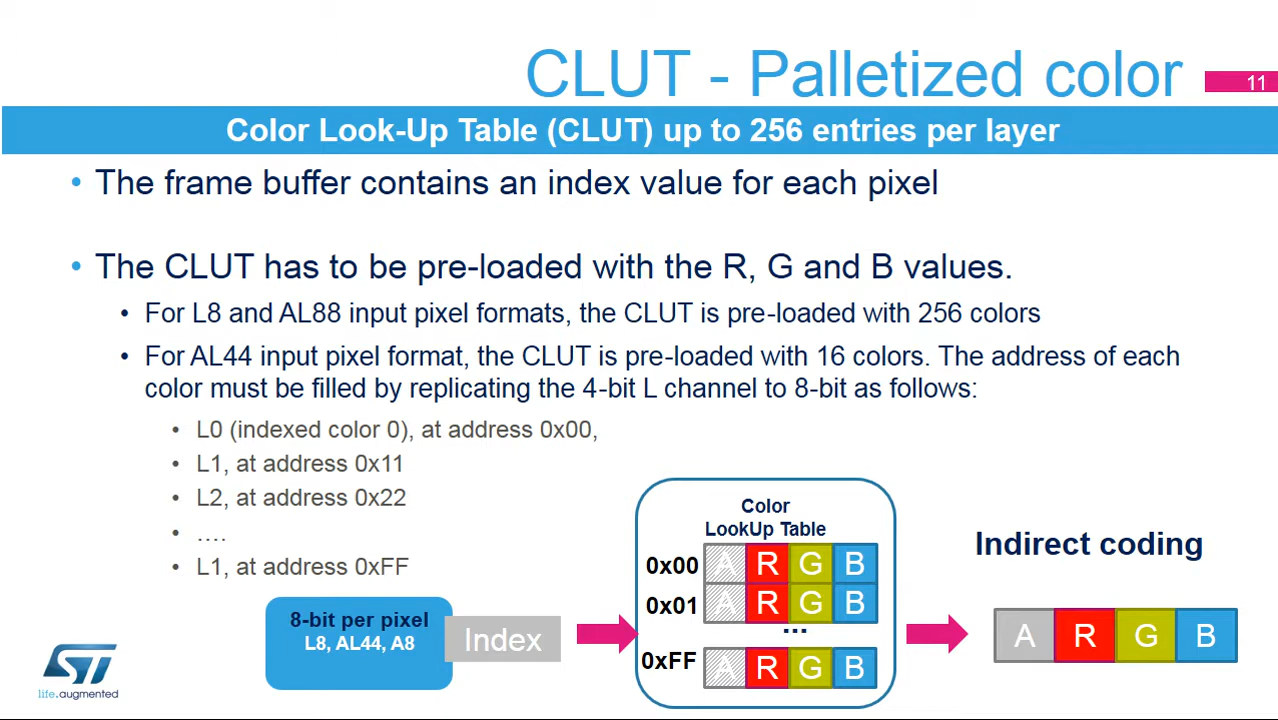 CLUT - Palletized color
11
Color Look-Up Table (CLUT) up to 256 entries per layer
• The frame buffer contains an index value for each pixel
• The CLUT has to be pre-loaded with the R, G and B values.
• For L8 and AL88 input pixel formats, the CLUT is pre-loaded with 256 colors
• For AL44 input pixel format, the CLUT is pre-loaded with 16 colors. The address of each
color must be filled by replicating the 4-bit L channel to 8-bit as follows:
• L0 (indexed color 0), at address 0x00,
• L1, at address 0x11
• L2, at address 0x22
• ....
• L1, at address 0xFF
8-bit per pixel
L8, AL44, A8
Index
Color
LookUp Table
0x00 A R G B
0x01 A R G B
...
0xFF A R G B
Indirect coding
A R G B
ST
life.augmented